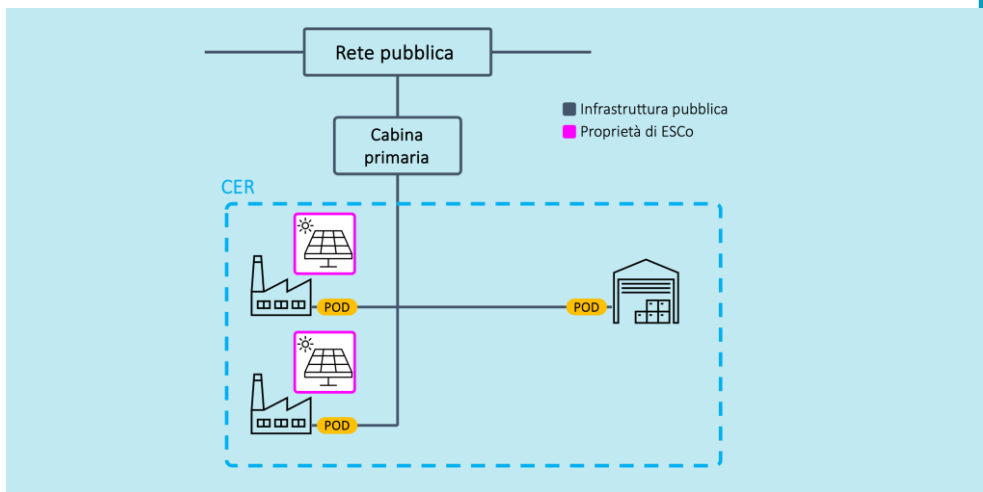 Rete pubblica
Infrastruttura pubblica
Proprietà di ESCo
Cabina
primaria
CER
POD
POD
POD